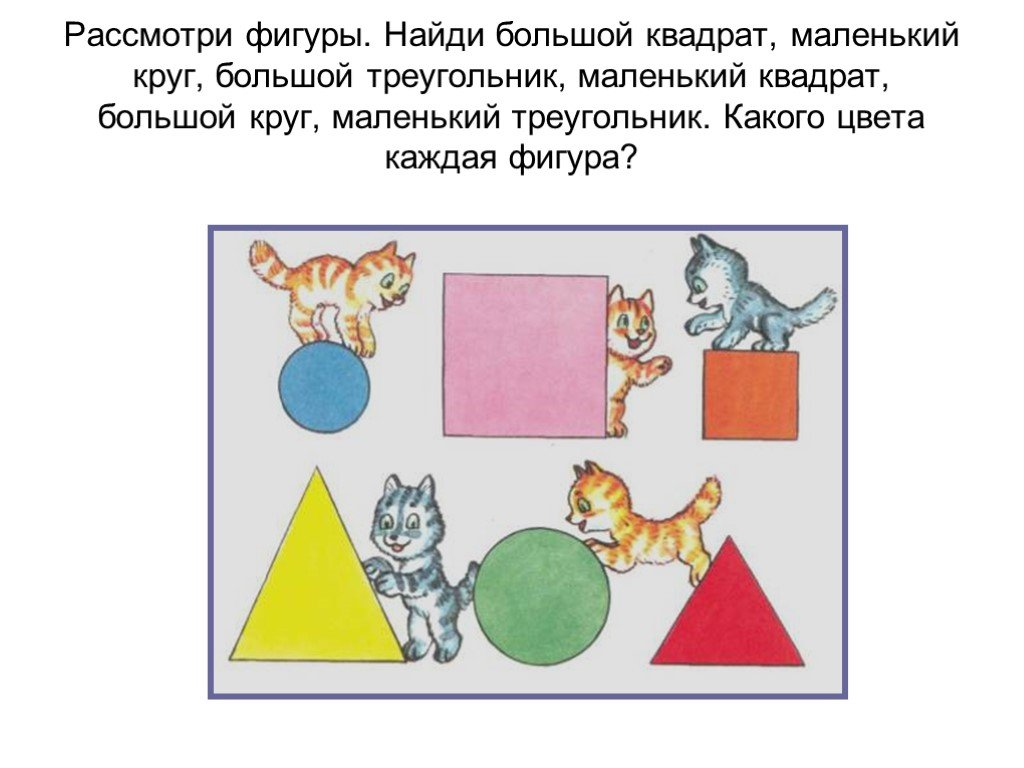 Рассмотри фигуры. Найди большой квадрат, маленький
круг, большой треугольник, маленький квадрат,
большой круг, маленький треугольник. Какого цвета
каждая фигура?